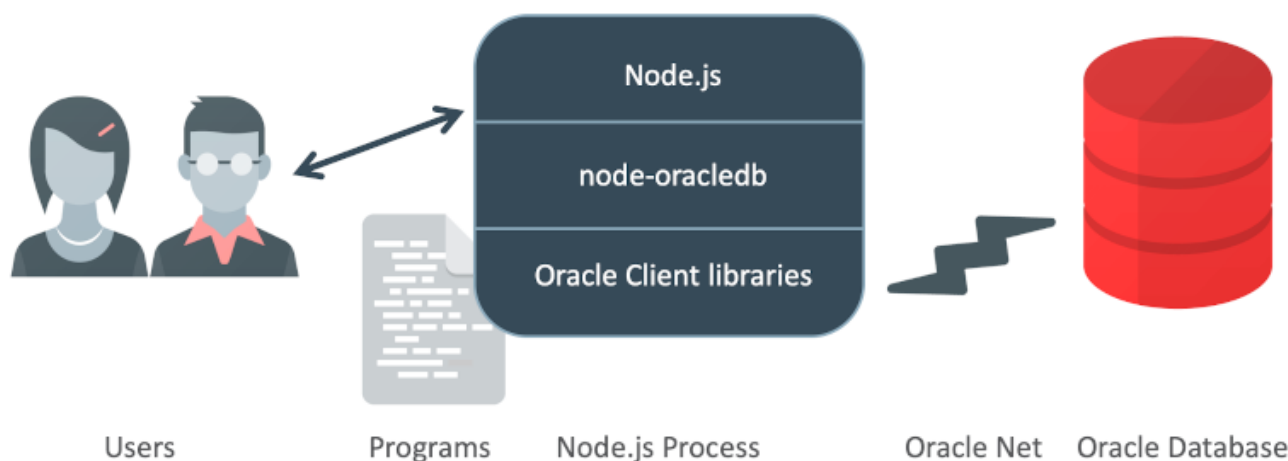 Node.js
node-oracledb
Oracle Client libraries
Users
Programs
Node.js Process
Oracle Net
Oracle Database